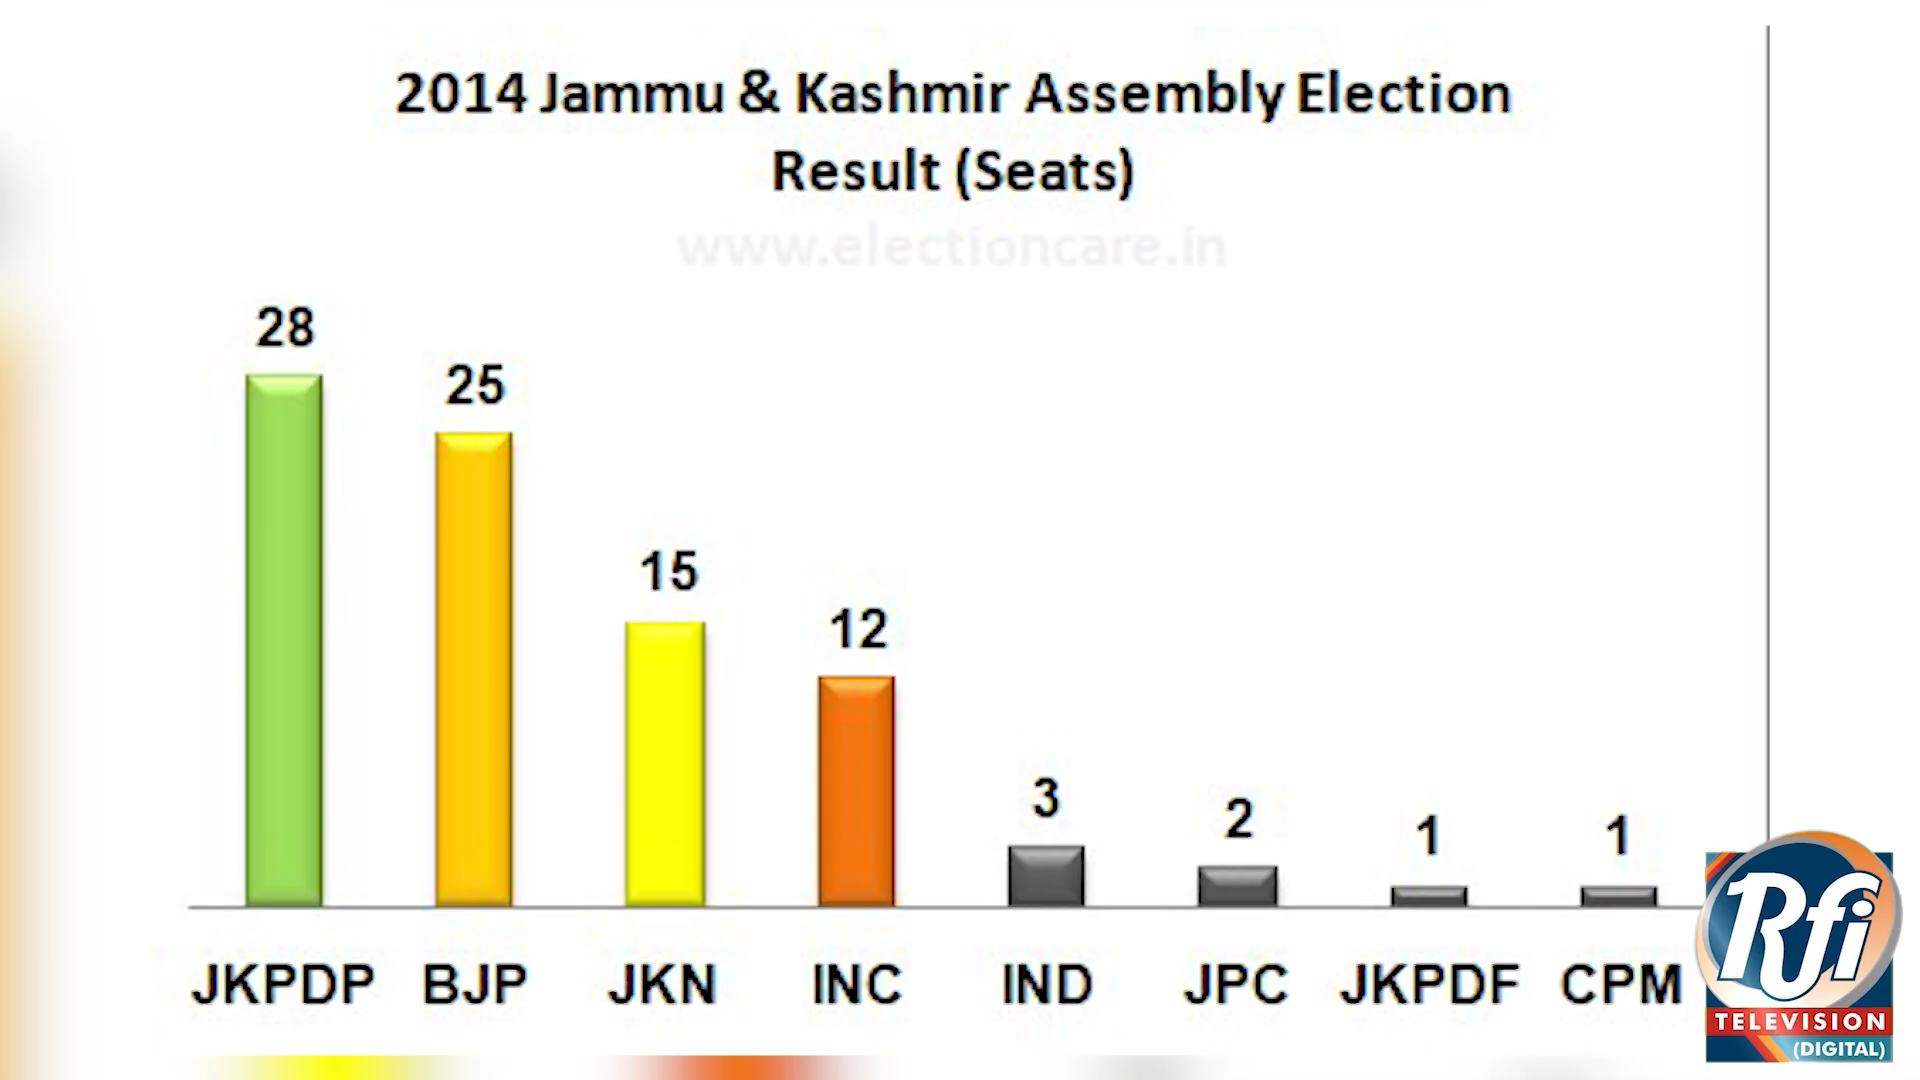 2014 Jammu & Kashmir Assembly Election
Result (Seats)
www.electioncare.in
28
25
15
12
3
2
1
1
JKPDP BJP JKN INC IND JPC JKPDF CPM
Rfi
TELEVISION
(DIGITAL)